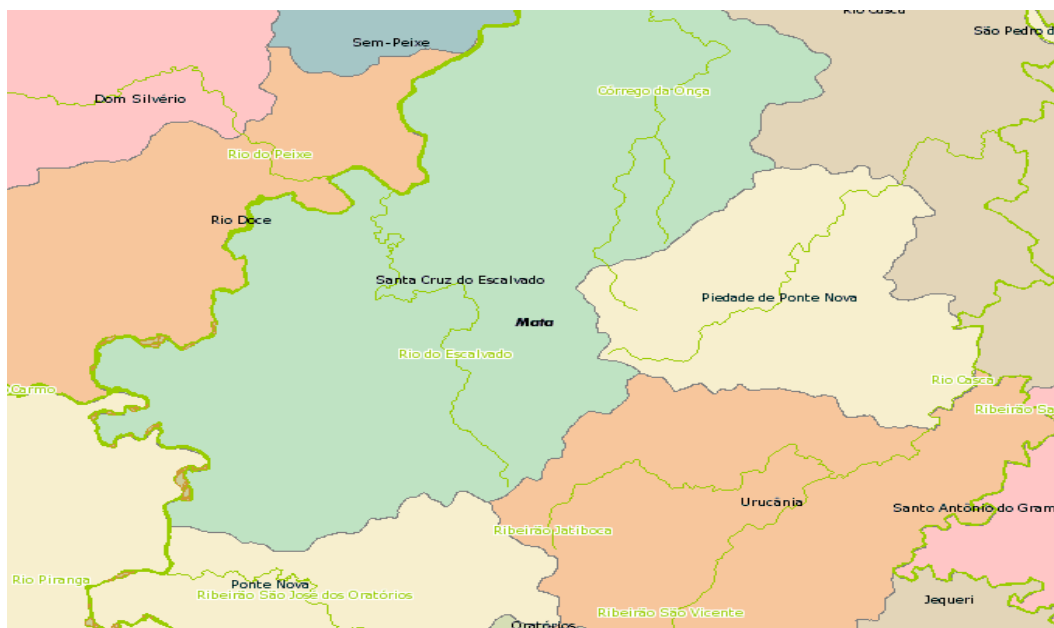 Rio Casca
São Pedro d
Sem-Peixe
Córrego da Onça
Dom Silvério
Rio do Peixe
Rio Doce
Santa Cruz do Escalvado
Piedade de Ponte Nova
Mata
Rio do Escalvado
Rio Casca
Carmo
Ribeirão Sa
Urucânia
Santo Antônio do Gram
Ribeirão Jatiboca
Rio Piranga
Ponte Nova
Ribeirão São José dos Oratórios
Jequeri
Ribeirão São Vicente
Oratórios